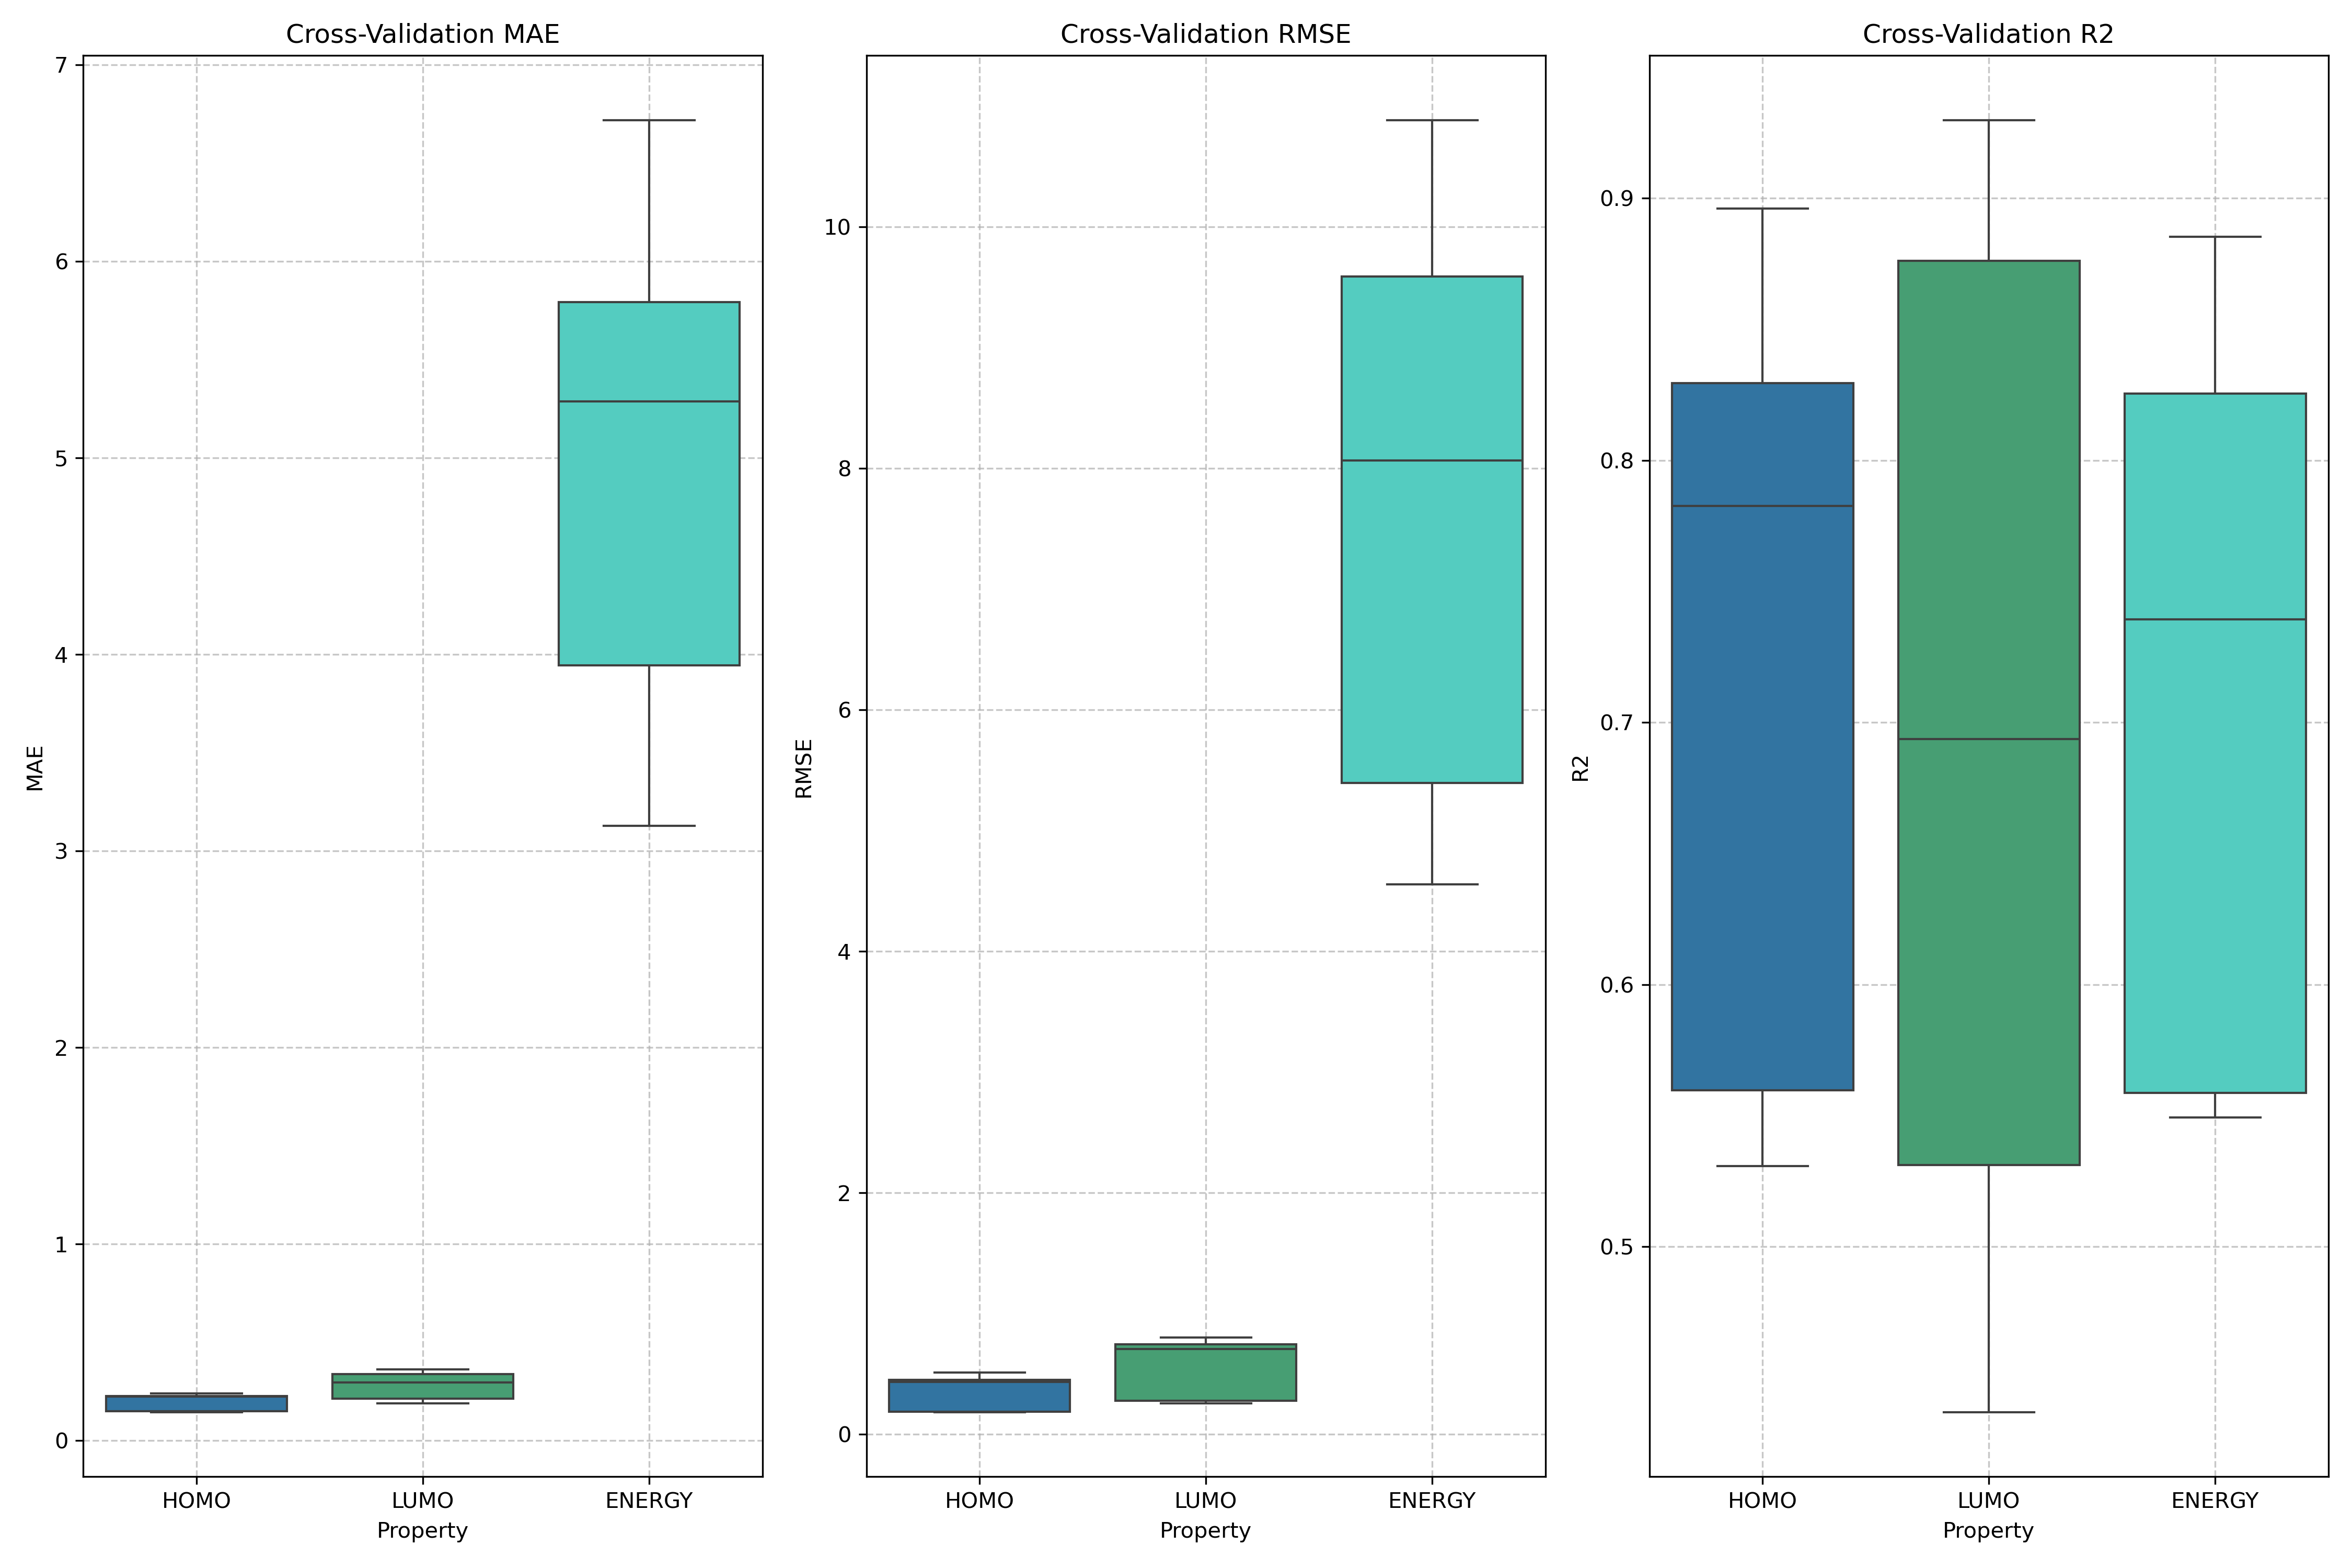 Cross-Validation MAE
7
6
5
4
3
2
1
0
MAE
HOMO LUMO ENERGY
Property
Cross-Validation RMSE
10
8
6
4
2
0
RMSE
HOMO LUMO ENERGY
Property
Cross-Validation R2
0.9
0.8
0.7
0.6
0.5
R2
HOMO LUMO ENERGY
Property